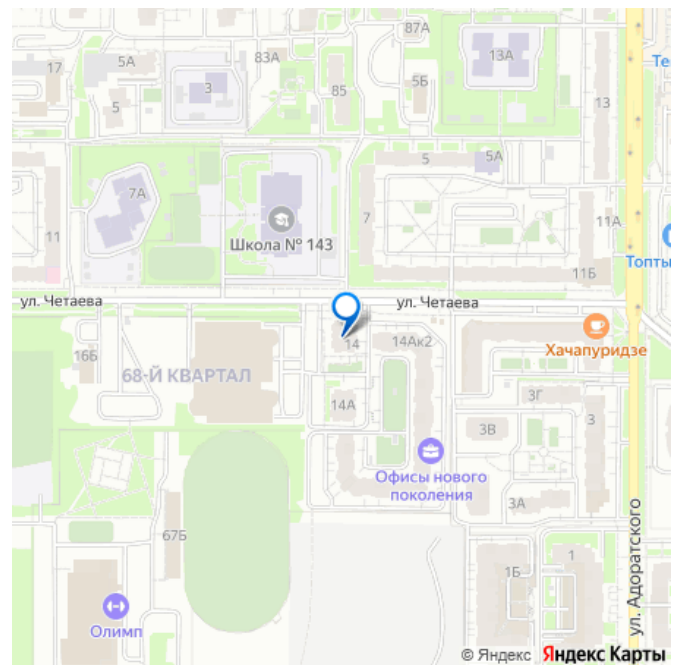 87А
83А
17
5А
13А
Те
3
85
5Б
5
13
5
5А
7А
Школа № 143
7
11А
11
Топты
11Б
ул. Четаева
ул. Четаева
14
14Ак2
Хачапуридзе
16Б
68-Й КВАРТАЛ
14А
3Г
3
3В
Офисы нового
поколения
3А
67Б
ул. Адоратского
1Б
1
Олимп
© Яндекс Яндекс Карты